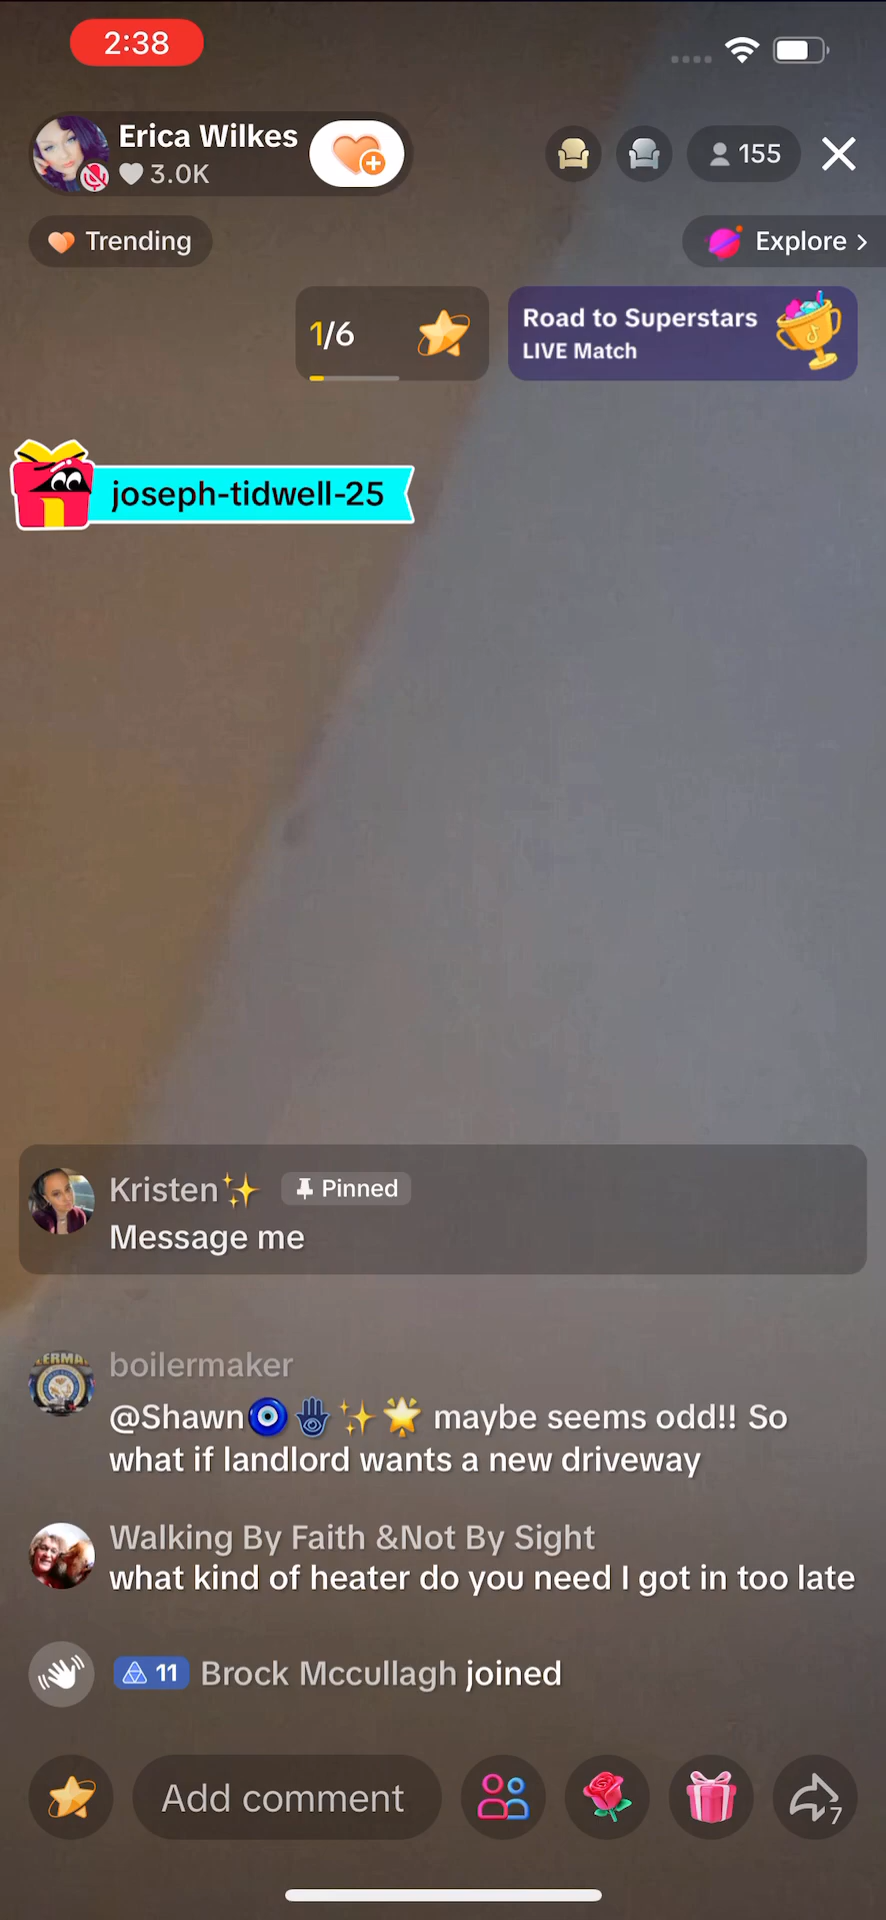 2:38
Erica Wilkes
3.0K
155
Trending
Explore >
1/6
Road to Superstars
LIVE Match
joseph-tidwell-25
Kristen✨ Pinned
Message me
boilermaker
@Shawn🧿🪬✨🌟 maybe seems odd!! So
what if landlord wants a new driveway
Walking By Faith &Not By Sight
what kind of heater do you need I got in too late
11 Brock Mccullagh joined
Add comment
7